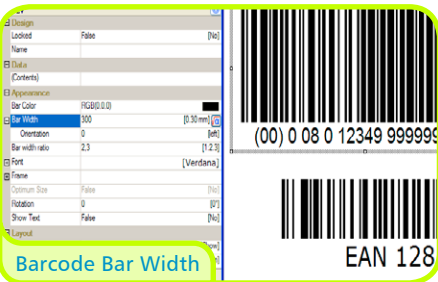 Design
Locked False [No]
Name
Data
(Contents)
Appearance
Bar Color RGB(0,0,0)
Bar Width 300 [0.30 mm]
Orientation 0 [left]
Bar width ratio 2,3 [1.2.3]
Font [Verdana]
Frame
Optimum Size False [No]
Rotation 0 [0°]
Show Text False [No]
Layout
Barcode Bar Width
(00) 0 08 0 12349 999999
EAN 128